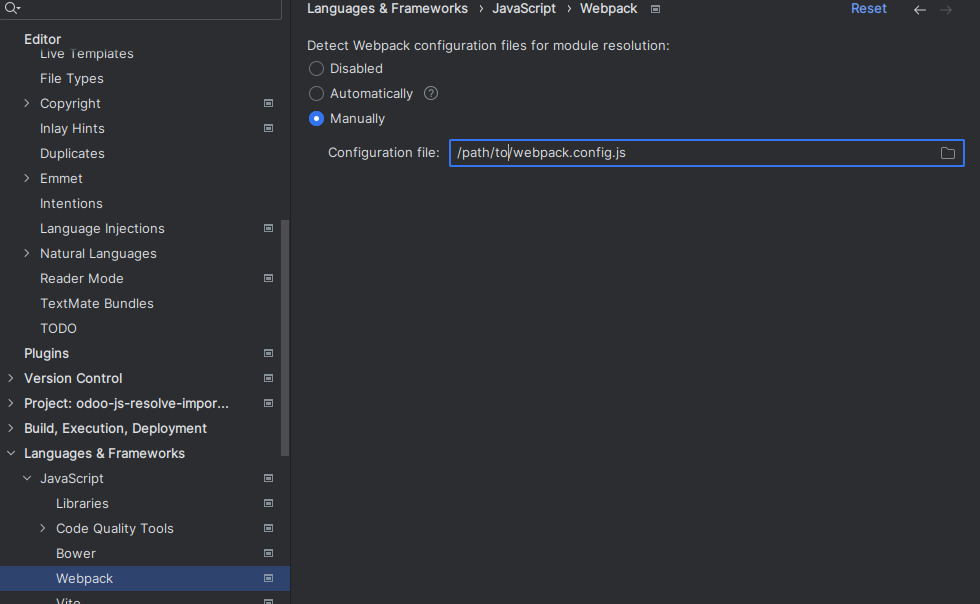 Languages & Frameworks › JavaScript › Webpack
Reset
Editor
Live Templates
File Types
Copyright
Inlay Hints
Duplicates
Emmet
Intentions
Language Injections
Natural Languages
Reader Mode
TextMate Bundles
TODO
Plugins
Version Control
Project: odoo-js-resolve-impor...
Build, Execution, Deployment
Languages & Frameworks
JavaScript
Libraries
Code Quality Tools
Bower
Webpack
Vite
Detect Webpack configuration files for module resolution:
Disabled
Automatically ?
Manually
Configuration file: /path/to/webpack.config.js